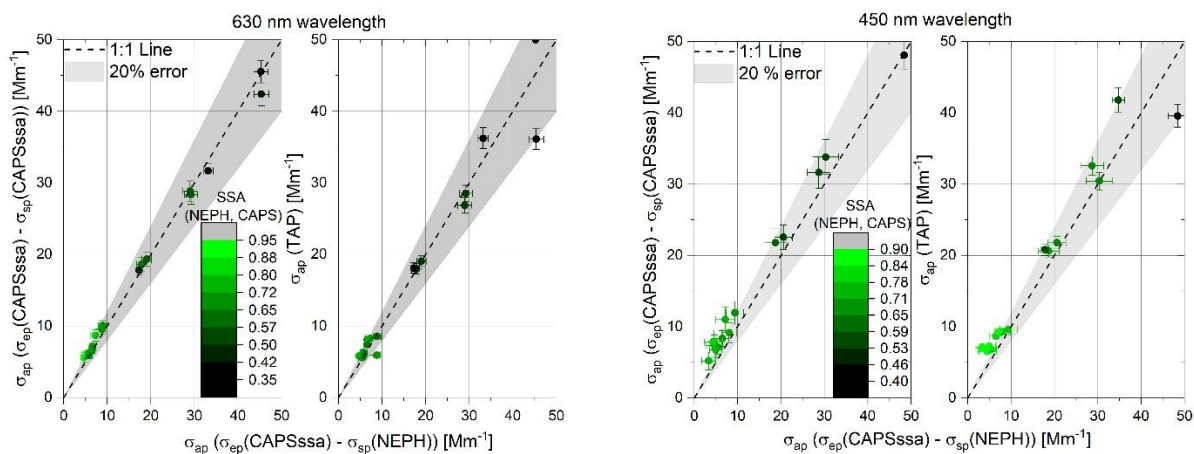 630 nm wavelength
450 nm wavelength
σap (σep(CAPSssa) - σsp(CAPSssa)) [Mm-1]
50
40
30
20
10
0
1:1 Line
20% error
SSA
(NEPH, CAPS)
0.95
0.88
0.80
0.72
0.65
0.57
0.50
0.42
0.35
0 10 20 30 40 50
σap (TAP) [Mm-1]
50
40
30
20
10
0
0 10 20 30 40 50
σap (σep(CAPSssa) - σsp(NEPH)) [Mm-1]
σap (σep(CAPSssa) - σsp(CAPSssa) [Mm-1]
50
40
30
20
10
0
1:1 Line
20 % error
SSA
(NEPH, CAPS)
0.90
0.84
0.78
0.71
0.65
0.59
0.53
0.46
0.40
0 10 20 30 40 50
σap (TAP) [Mm-1]
50
40
30
20
10
0
0 10 20 30 40 50
σap (σep(CAPSssa) - σsp(NEPH)) [Mm-1]